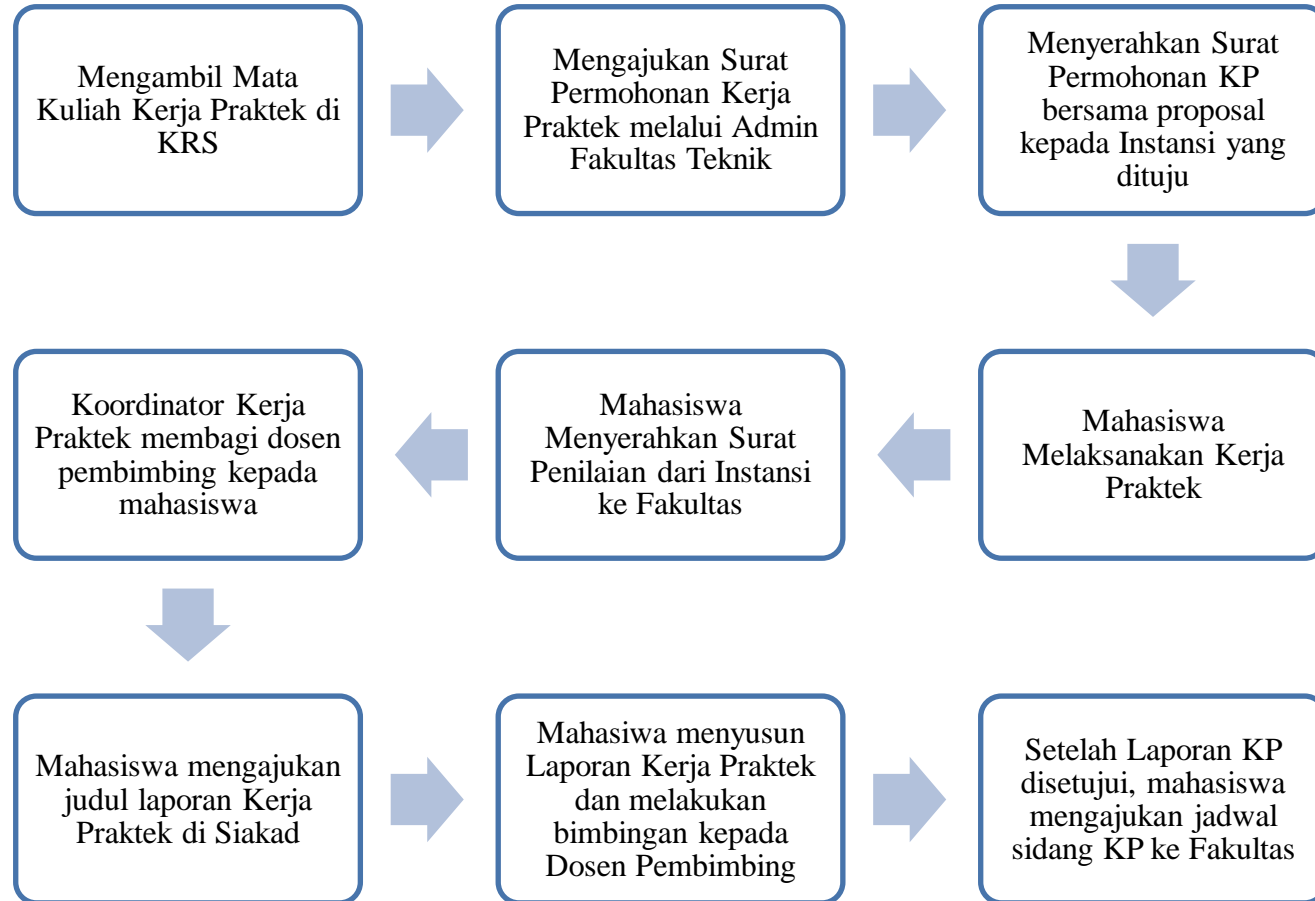 Mengambil Mata
Kuliah Kerja Praktek di
KRS
Mengajukan Surat
Permohonan Kerja
Praktek melalui Admin
Fakultas Teknik
Menyerahkan Surat
Permohonan KP
bersama proposal
kepada Instansi yang
dituju
Mahasiswa
Melaksanakan Kerja
Praktek
Mahasiswa
Menyerahkan Surat
Penilaian dari Instansi
ke Fakultas
Koordinator Kerja
Praktek membagi dosen
pembimbing kepada
mahasiswa
Mahasiswa mengajukan
judul laporan Kerja
Praktek di Siakad
Mahasiwa menyusun
Laporan Kerja Praktek
dan melakukan
bimbingan kepada
Dosen Pembimbing
Setelah Laporan KP
disetujui, mahasiswa
mengajukan jadwal
sidang KP ke Fakultas